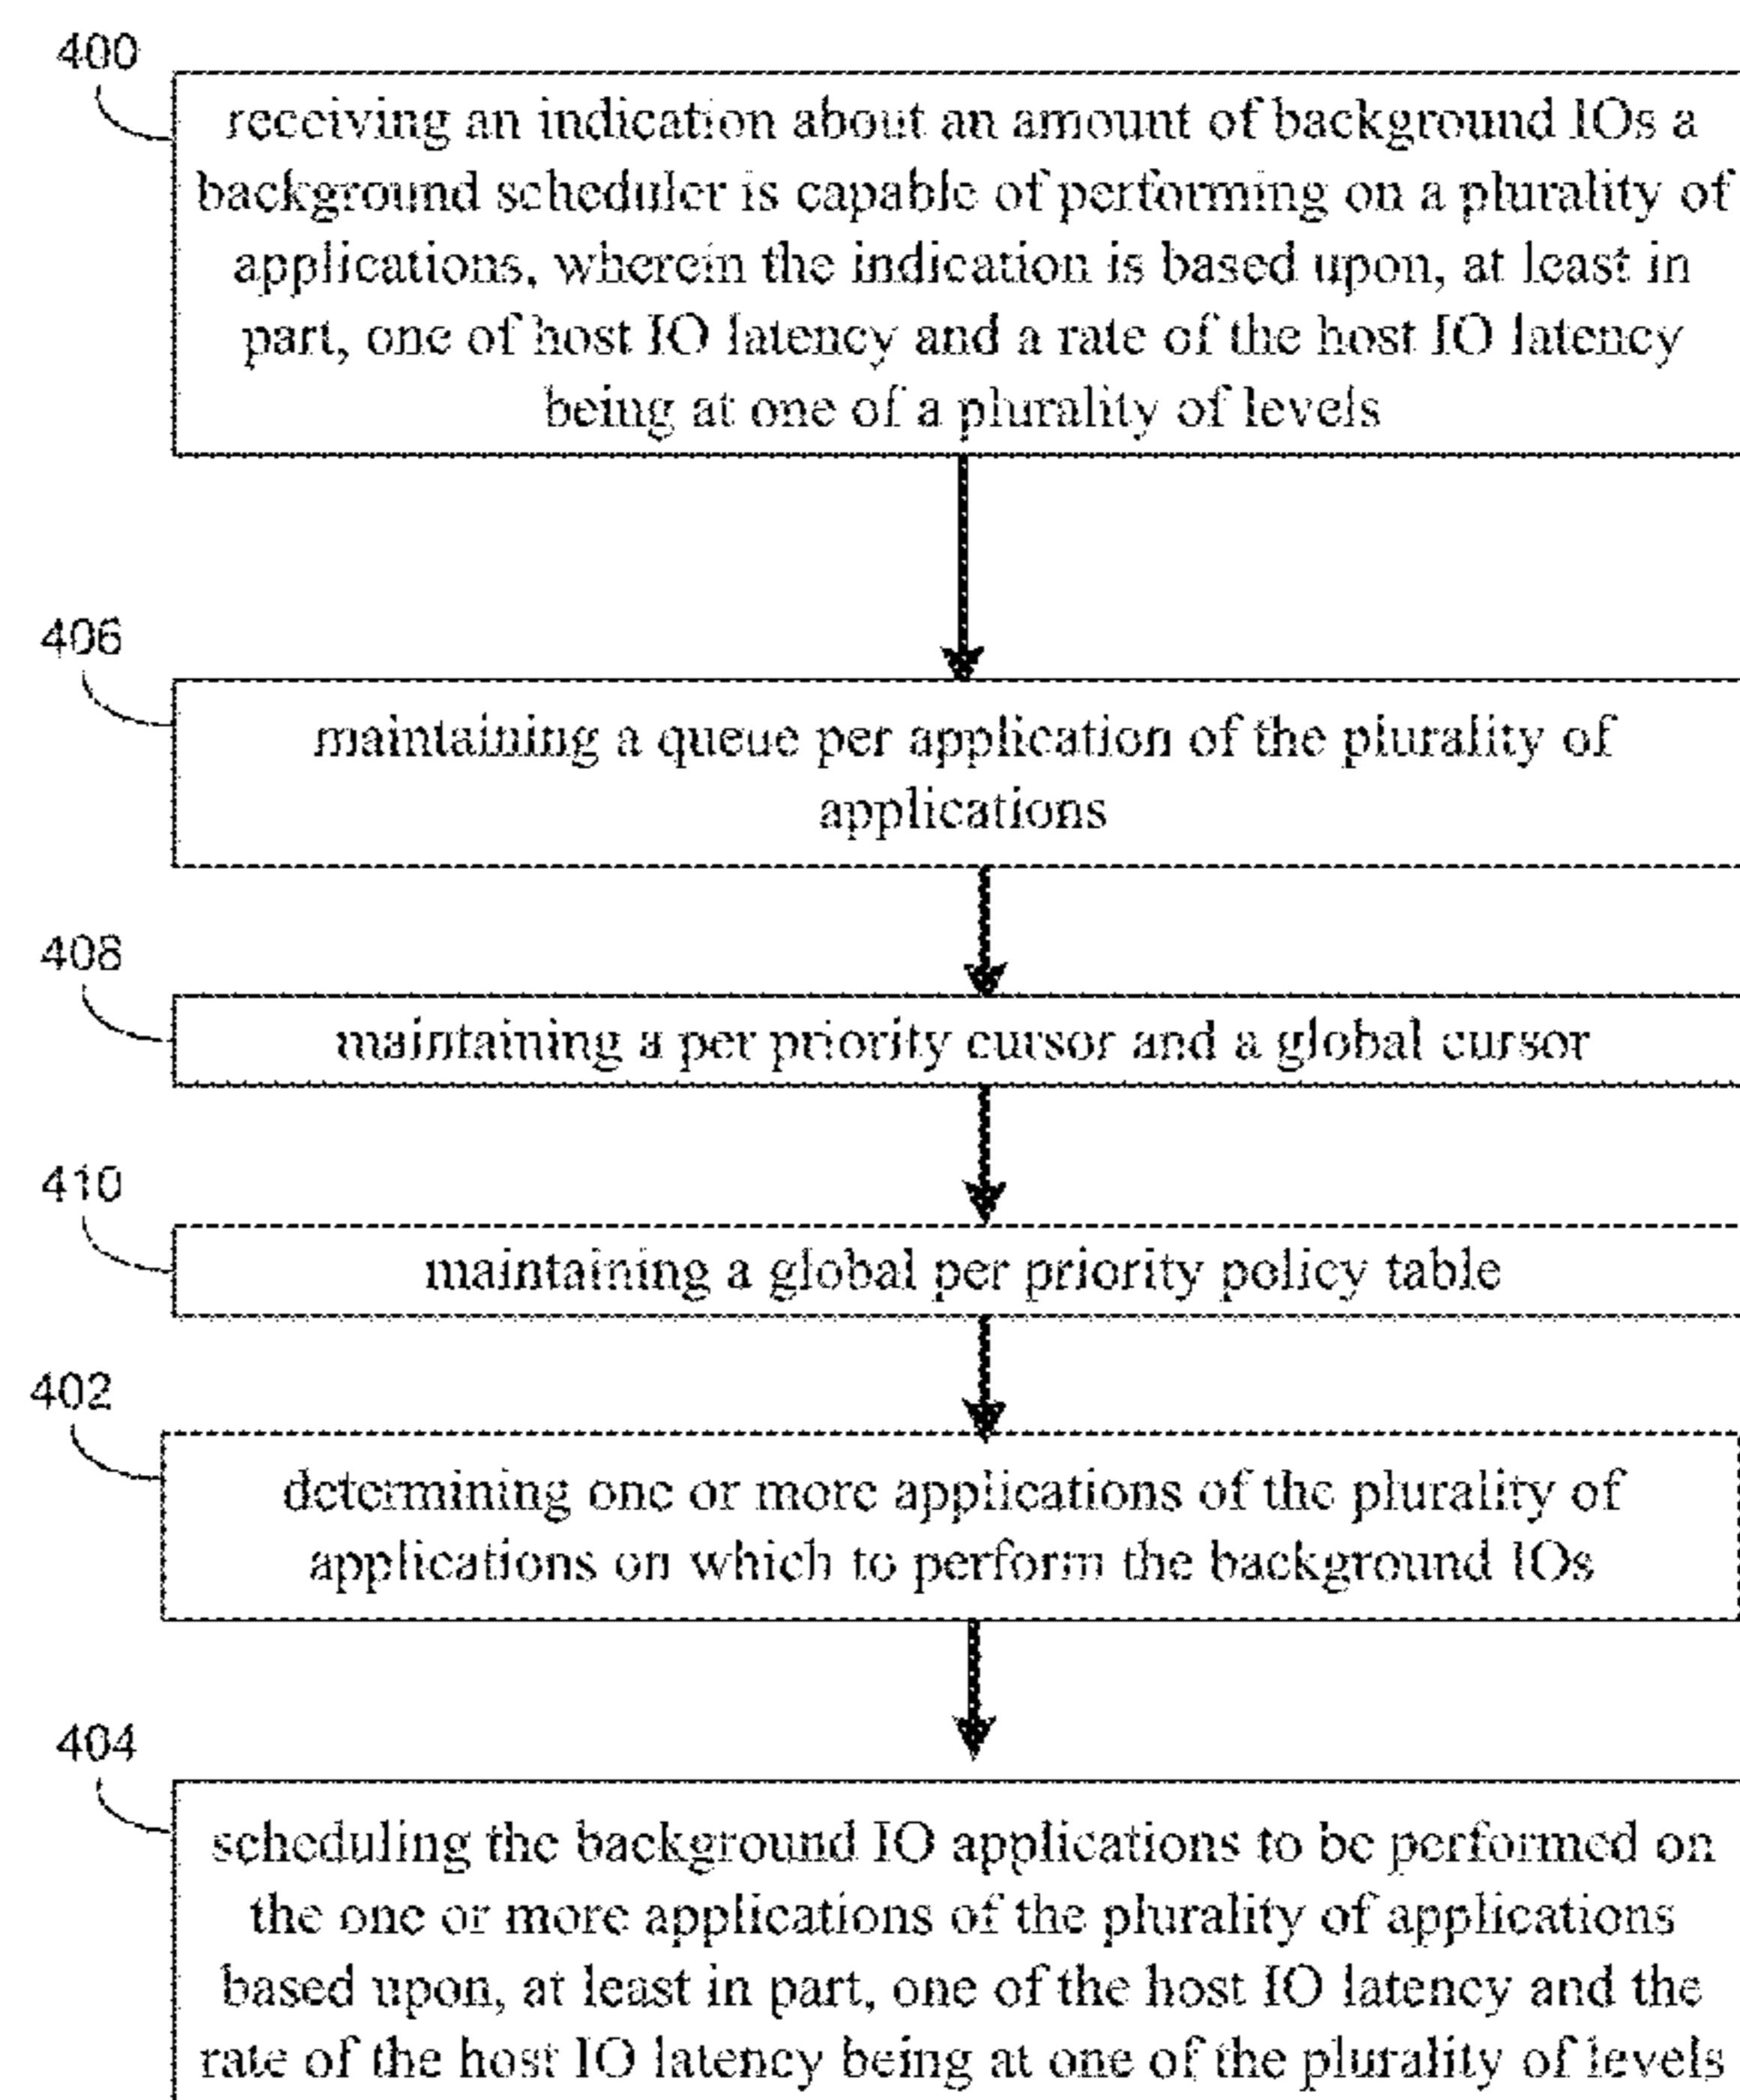 400
receiving an indication about an amount of background IOs a
background scheduler is capable of performing on a plurality of
applications, wherein the indication is based upon, at least in
part, one of host IO latency and a rate of the host IO latency
being at one of a plurality of levels
406
maintaining a queue per application of the plurality of
applications
408
maintaining a per priority cursor and a global cursor
410
maintaining a global per priority policy table
402
determining one or more applications of the plurality of
applications on which to perform the background IOs
404
scheduling the background IO applications to be performed on
the one or more applications of the plurality of applications
based upon, at least in part, one of the host IO latency and the
rate of the host IO latency being at one of the plurality of levels